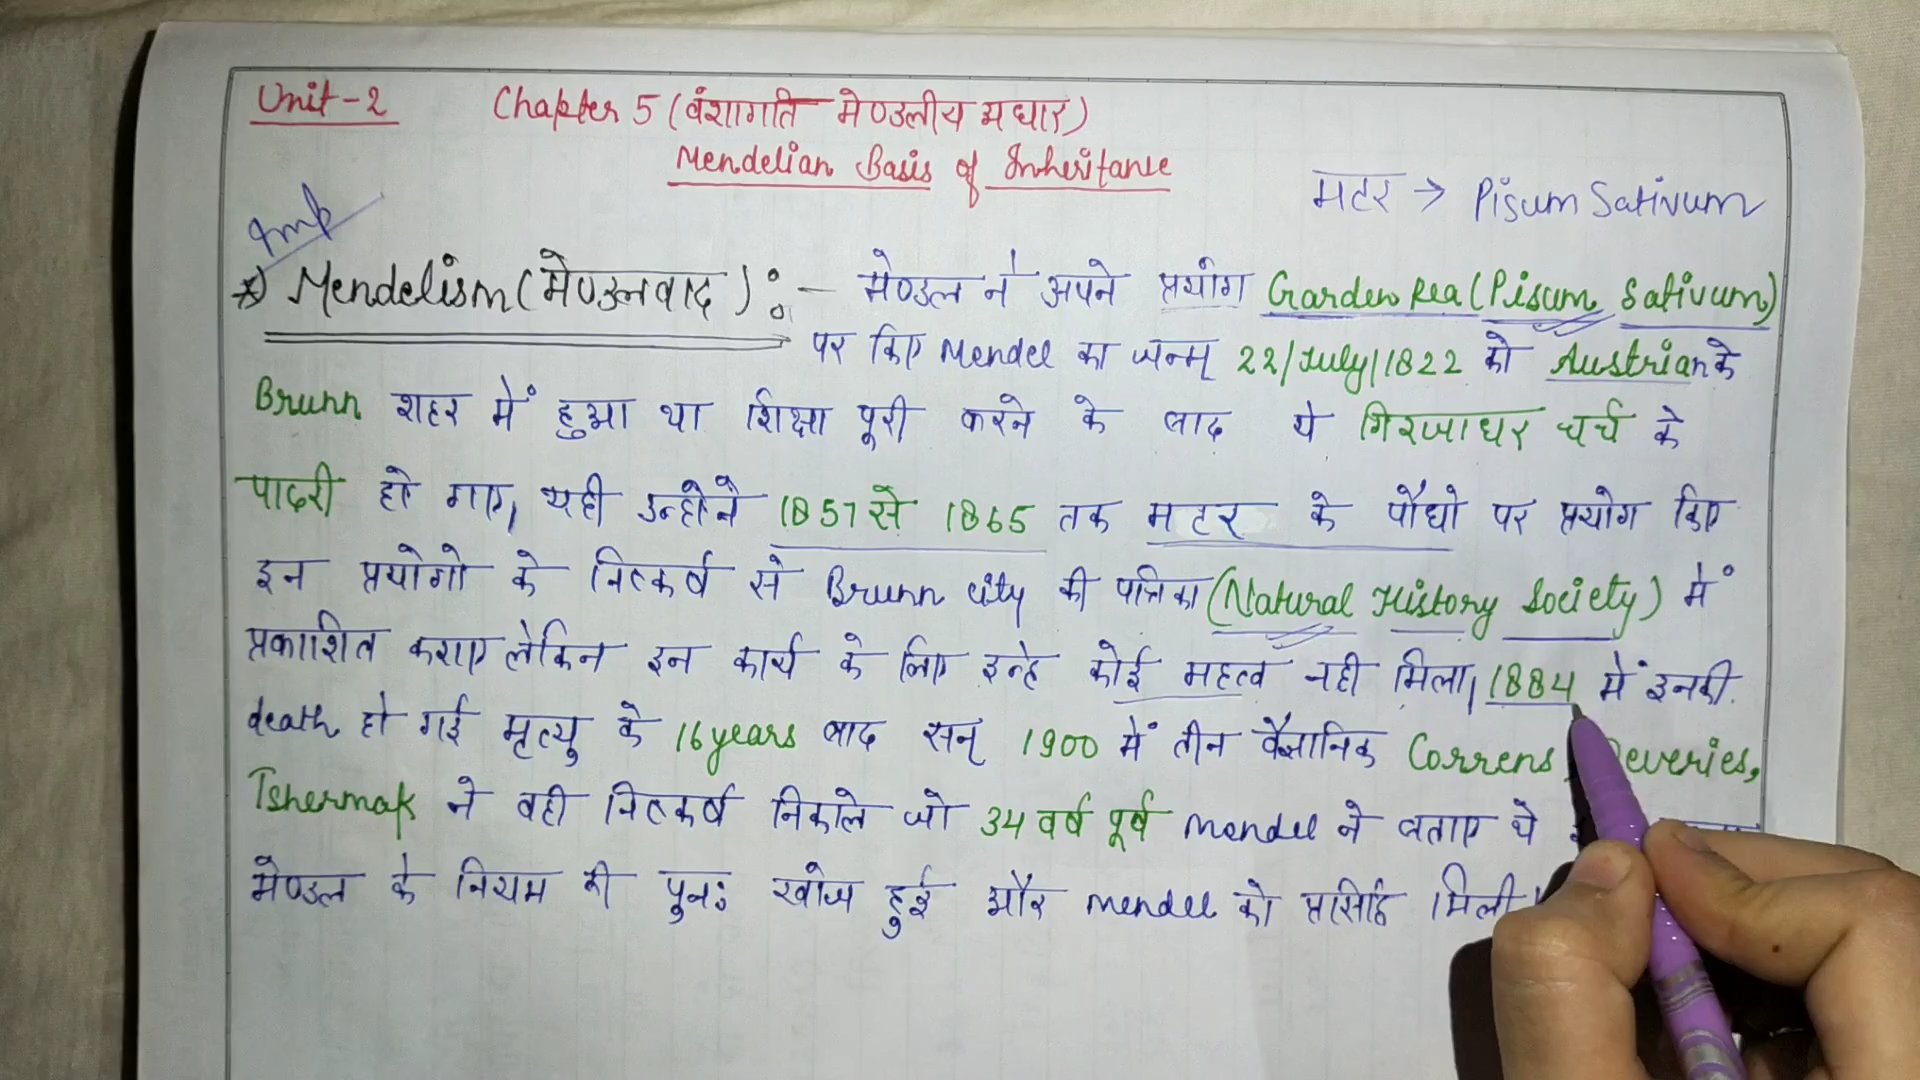 Unit-2 Chapter 5 (वंशागति मेण्डलीय मधार)
Mendelian Basis of Inheritance
मटर → Pisum Sativum
Imp
Mendelism (मेण्डलवाद) :- मेण्डल ने अपने प्रयोग Garden Pea (Pisum Sativum)
पर किए Mendel का जन्म 22/July/1822 को Austrian के
Brunn शहर में हुआ था शिक्षा पूरी करने के बाद ये गिरजाघर चर्च के
पादरी हो गए, यही उन्होने 1857 से 1865 तक मटर के पौधो पर प्रयोग किए
इन प्रयोगो के निष्कर्ष से Brunn city की पत्रिका (Natural History Society) में
प्रकाशित कराए लेकिन इन कार्य के लिए इन्हे कोई महत्व नही मिला, 1884 में इनकी
death हो गई मृत्यु के 16 years बाद सन् 1900 में तीन वैज्ञानिक Correns Deveries,
Tshermak ने वही निष्कर्ष निकाले जो 34 वर्ष पूर्व Mendel ने बताए थे
मेण्डल के नियम की पुनः खोज हुई और Mendel को प्रसिद्धि मिली